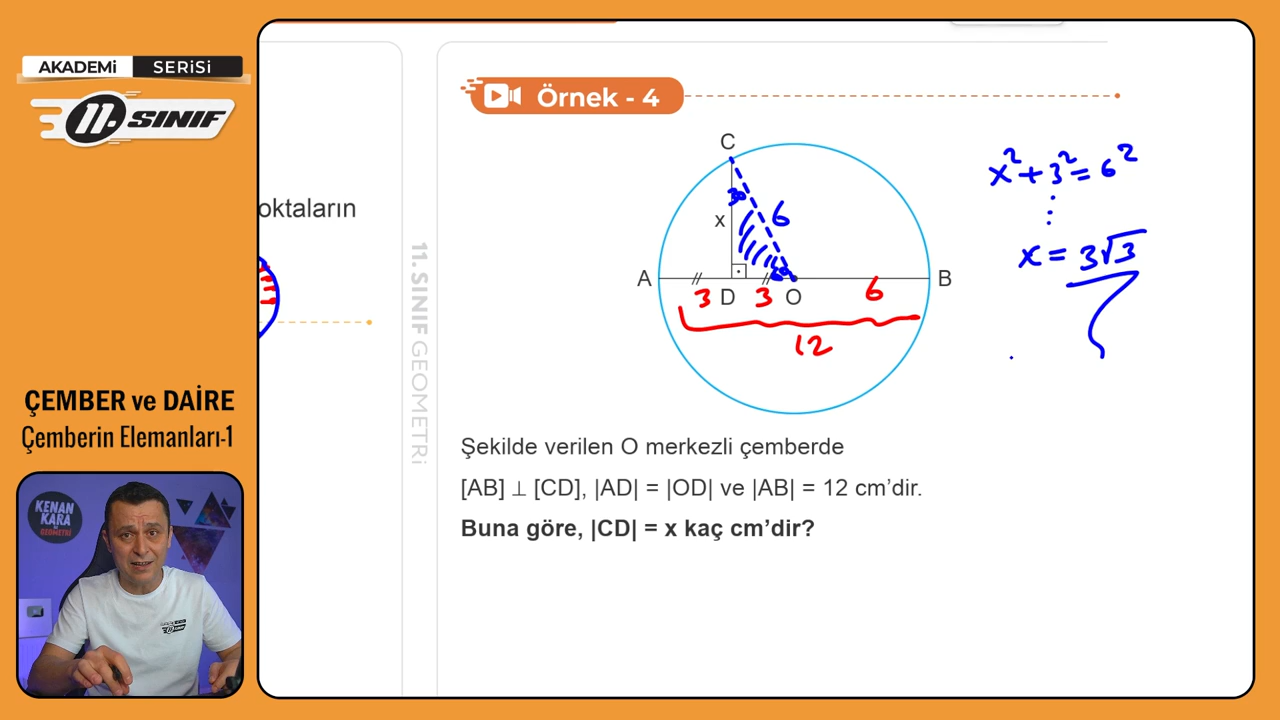 AKADEMİ SERİSİ
11. SINIF
oktaların
ÇEMBER ve DAİRE
Çemberin Elemanları-1
KENAN
KARA
GEOMETRİ
11. SINIF GEOMETRİ
Örnek - 4
C
30
x
6
A
B
3
D
3
O
6
12
x² + 3² = 6²
x = 3√3
Şekilde verilen O merkezli çemberde
[AB] ⊥ [CD], |AD| = |OD| ve |AB| = 12 cm’dir.
Buna göre, |CD| = x kaç cm’dir?